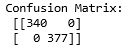 Confusion Matrix:
[[340   0]
[  0 377]]